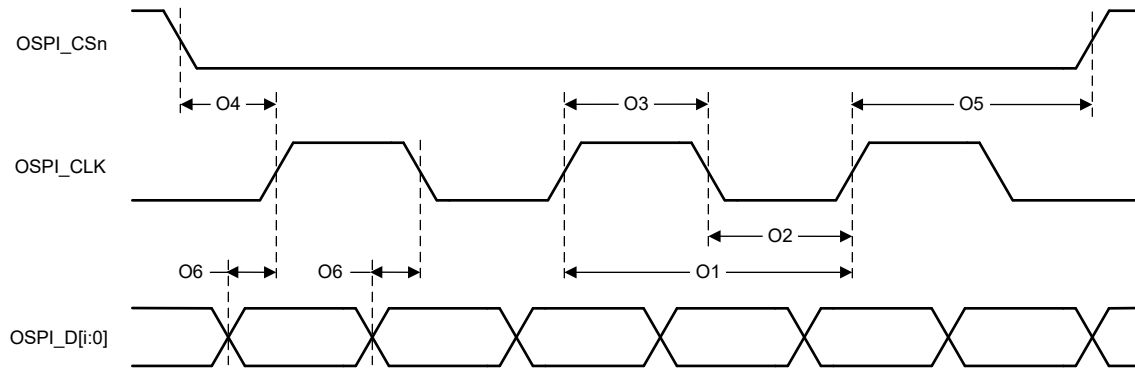 OSPI_CSn
O4
O3
O5
OSPI_CLK
O2
O6
O6
O1
OSPI_D[i:0]